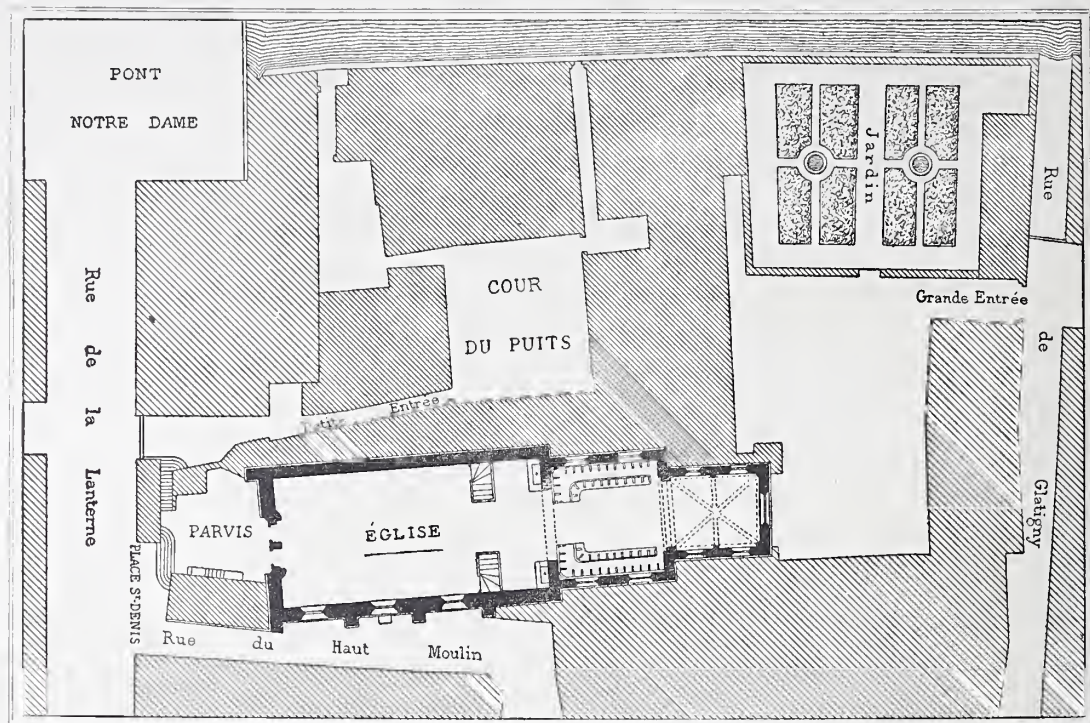 PONT
NOTRE DAME
Rue de la Lanterne
Jardin
Rue de Glatigny
Grande Entrée
COUR
DU PUITS
Petite Entrée
PARVIS
ÉGLISE
PLACE St-DENIS
Rue du Haut Moulin